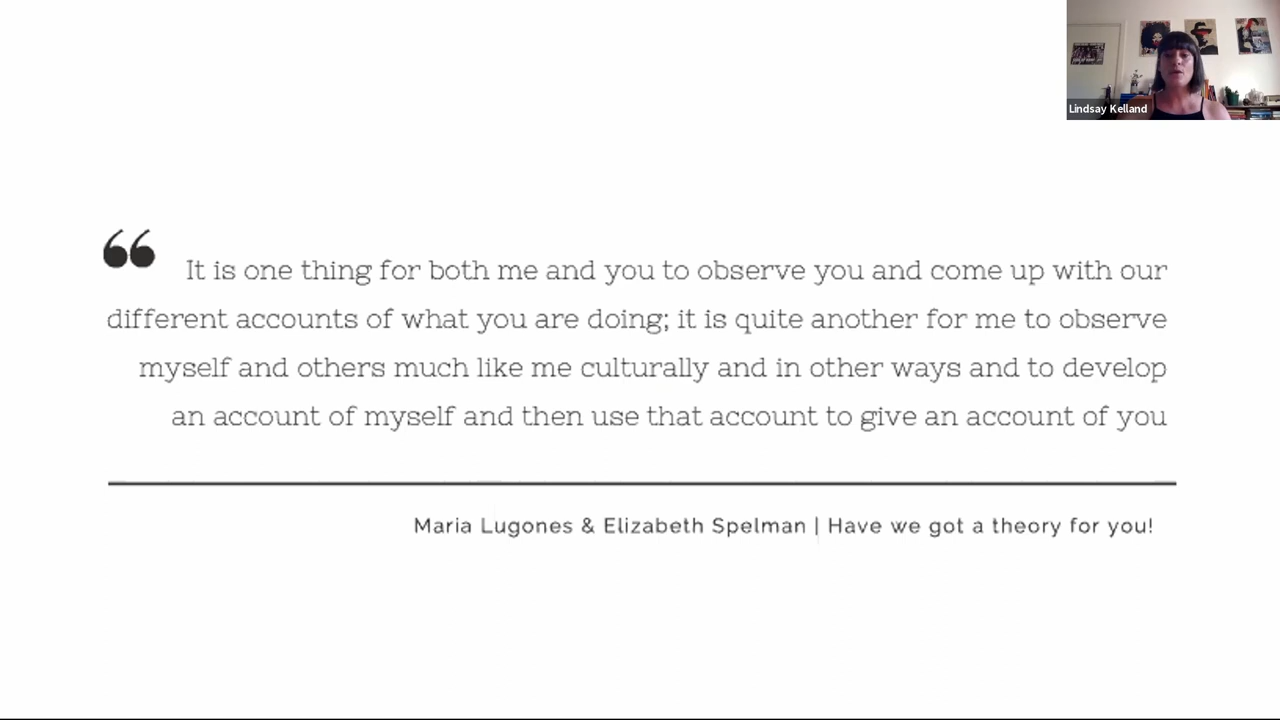 Lindsay Kelland
“ It is one thing for both me and you to observe you and come up with our
different accounts of what you are doing; it is quite another for me to observe
myself and others much like me culturally and in other ways and to develop
an account of myself and then use that account to give an account of you
Maria Lugones & Elizabeth Spelman | Have we got a theory for you!